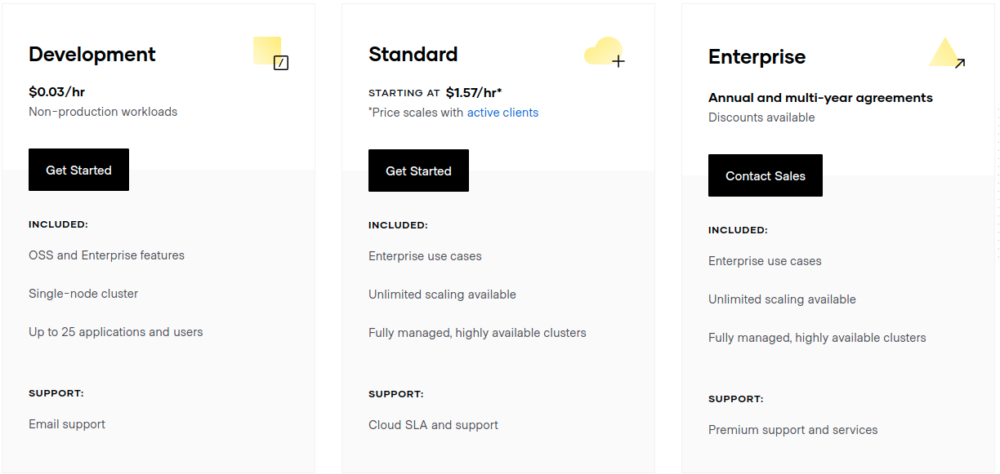 Development
$0.03/hr
Non-production workloads
Get Started
INCLUDED:
OSS and Enterprise features
Single-node cluster
Up to 25 applications and users
SUPPORT:
Email support
Standard
STARTING AT $1.57/hr*
*Price scales with active clients
Get Started
INCLUDED:
Enterprise use cases
Unlimited scaling available
Fully managed, highly available clusters
SUPPORT:
Cloud SLA and support
Enterprise
Annual and multi-year agreements
Discounts available
Contact Sales
INCLUDED:
Enterprise use cases
Unlimited scaling available
Fully managed, highly available clusters
SUPPORT:
Premium support and services